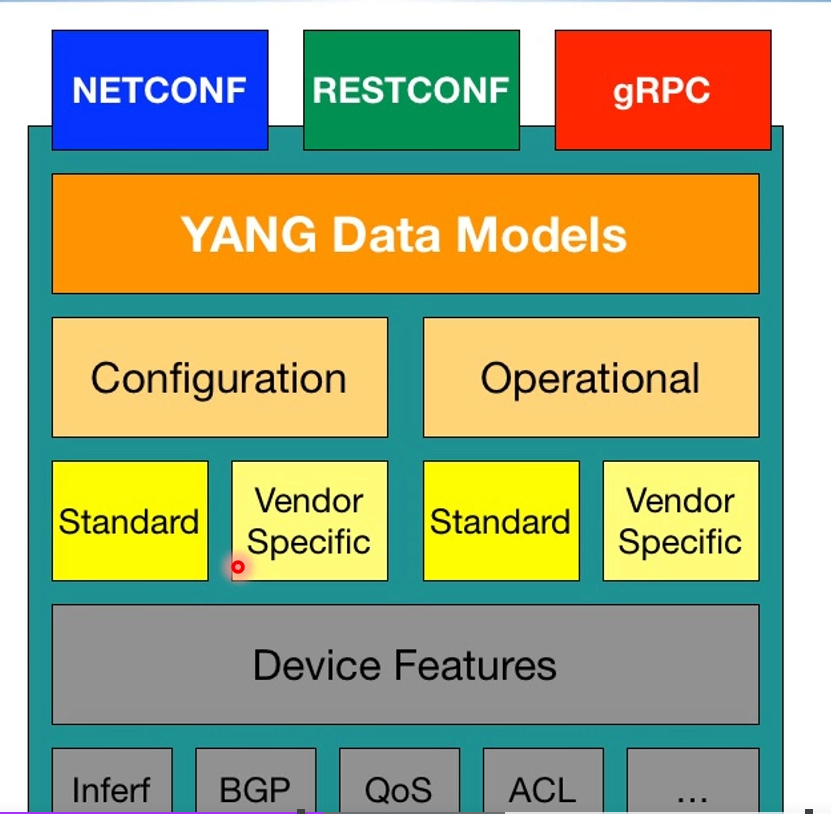 NETCONF
RESTCONF
gRPC
YANG Data Models
Configuration
Operational
Standard
Vendor
Specific
Standard
Vendor
Specific
Device Features
Inferf
BGP
QoS
ACL
...